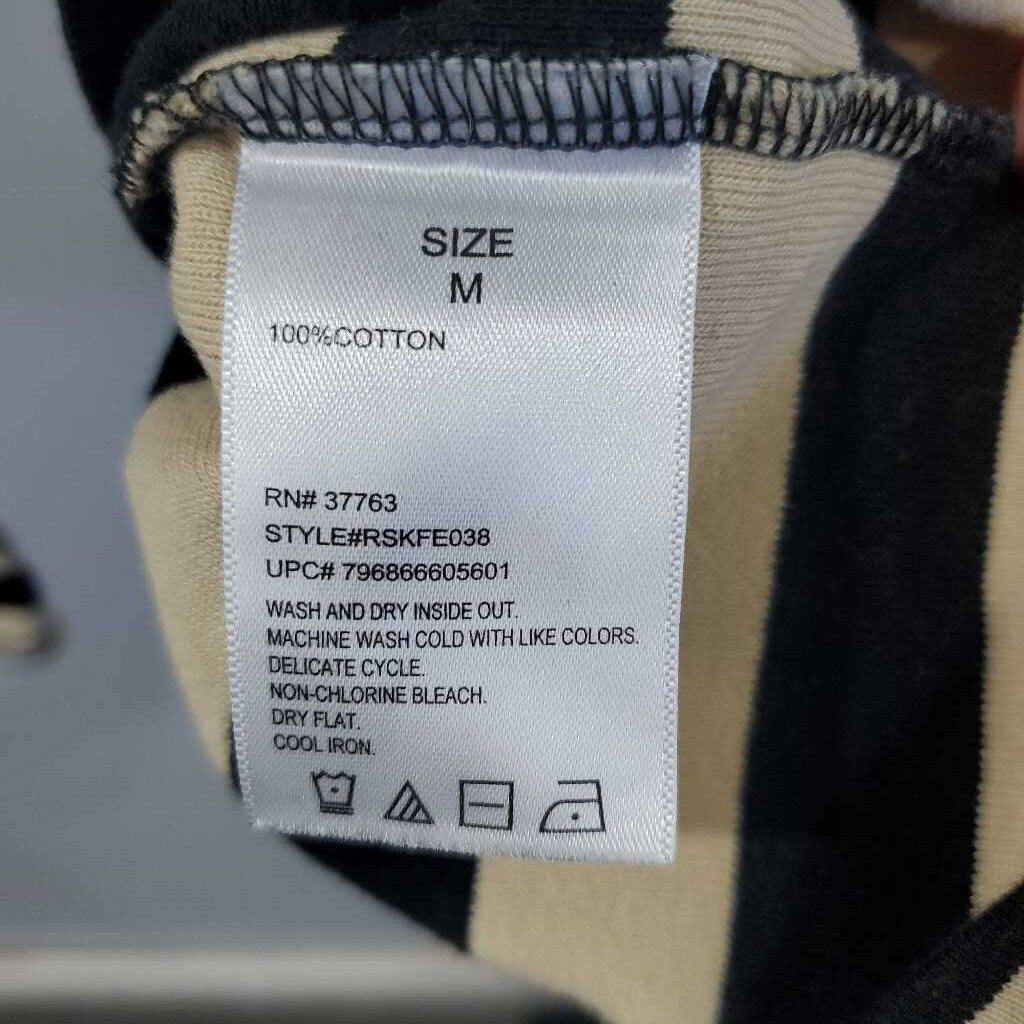 SIZE
M
100%COTTON
RN# 37763
STYLE#RSKFE038
UPC# 796866605601
WASH AND DRY INSIDE OUT.
MACHINE WASH COLD WITH LIKE COLORS.
DELICATE CYCLE.
NON-CHLORINE BLEACH.
DRY FLAT.
COOL IRON.